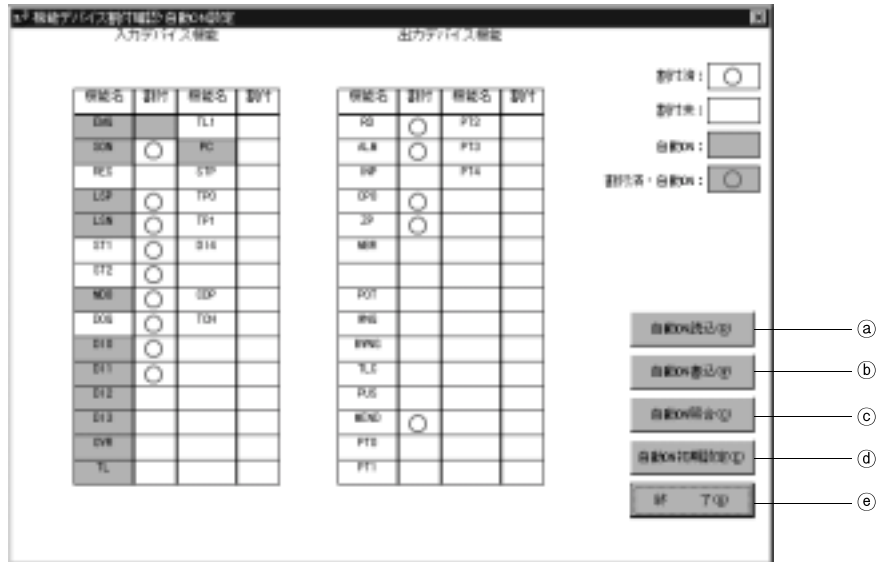 機能デバイス割付確認・自動ON設定
入力デバイス機能
出力デバイス機能
機能名 割付 機能名 割付
EMG TL1
SON PC
RES STP
LSP TP0
LSN TP1
ST1 DI4
ST2
MD0 CDP
DOG TCH
DI0
DI1
DI2
DI3
OVR
TL
機能名 割付 機能名 割付
RD PT2
ALM PT3
INP PT4
CPO
ZP
MBR
POT
RNG
BWNG
TLC
PUS
MEND
PT0
PT1
割付済:
割付未:
自動ON:
割付済・自動ON:
自動ON読込(R)
a
自動ON書込(W)
b
自動ON照合(V)
c
自動ON初期設定(I)
d
終 了(X)
e